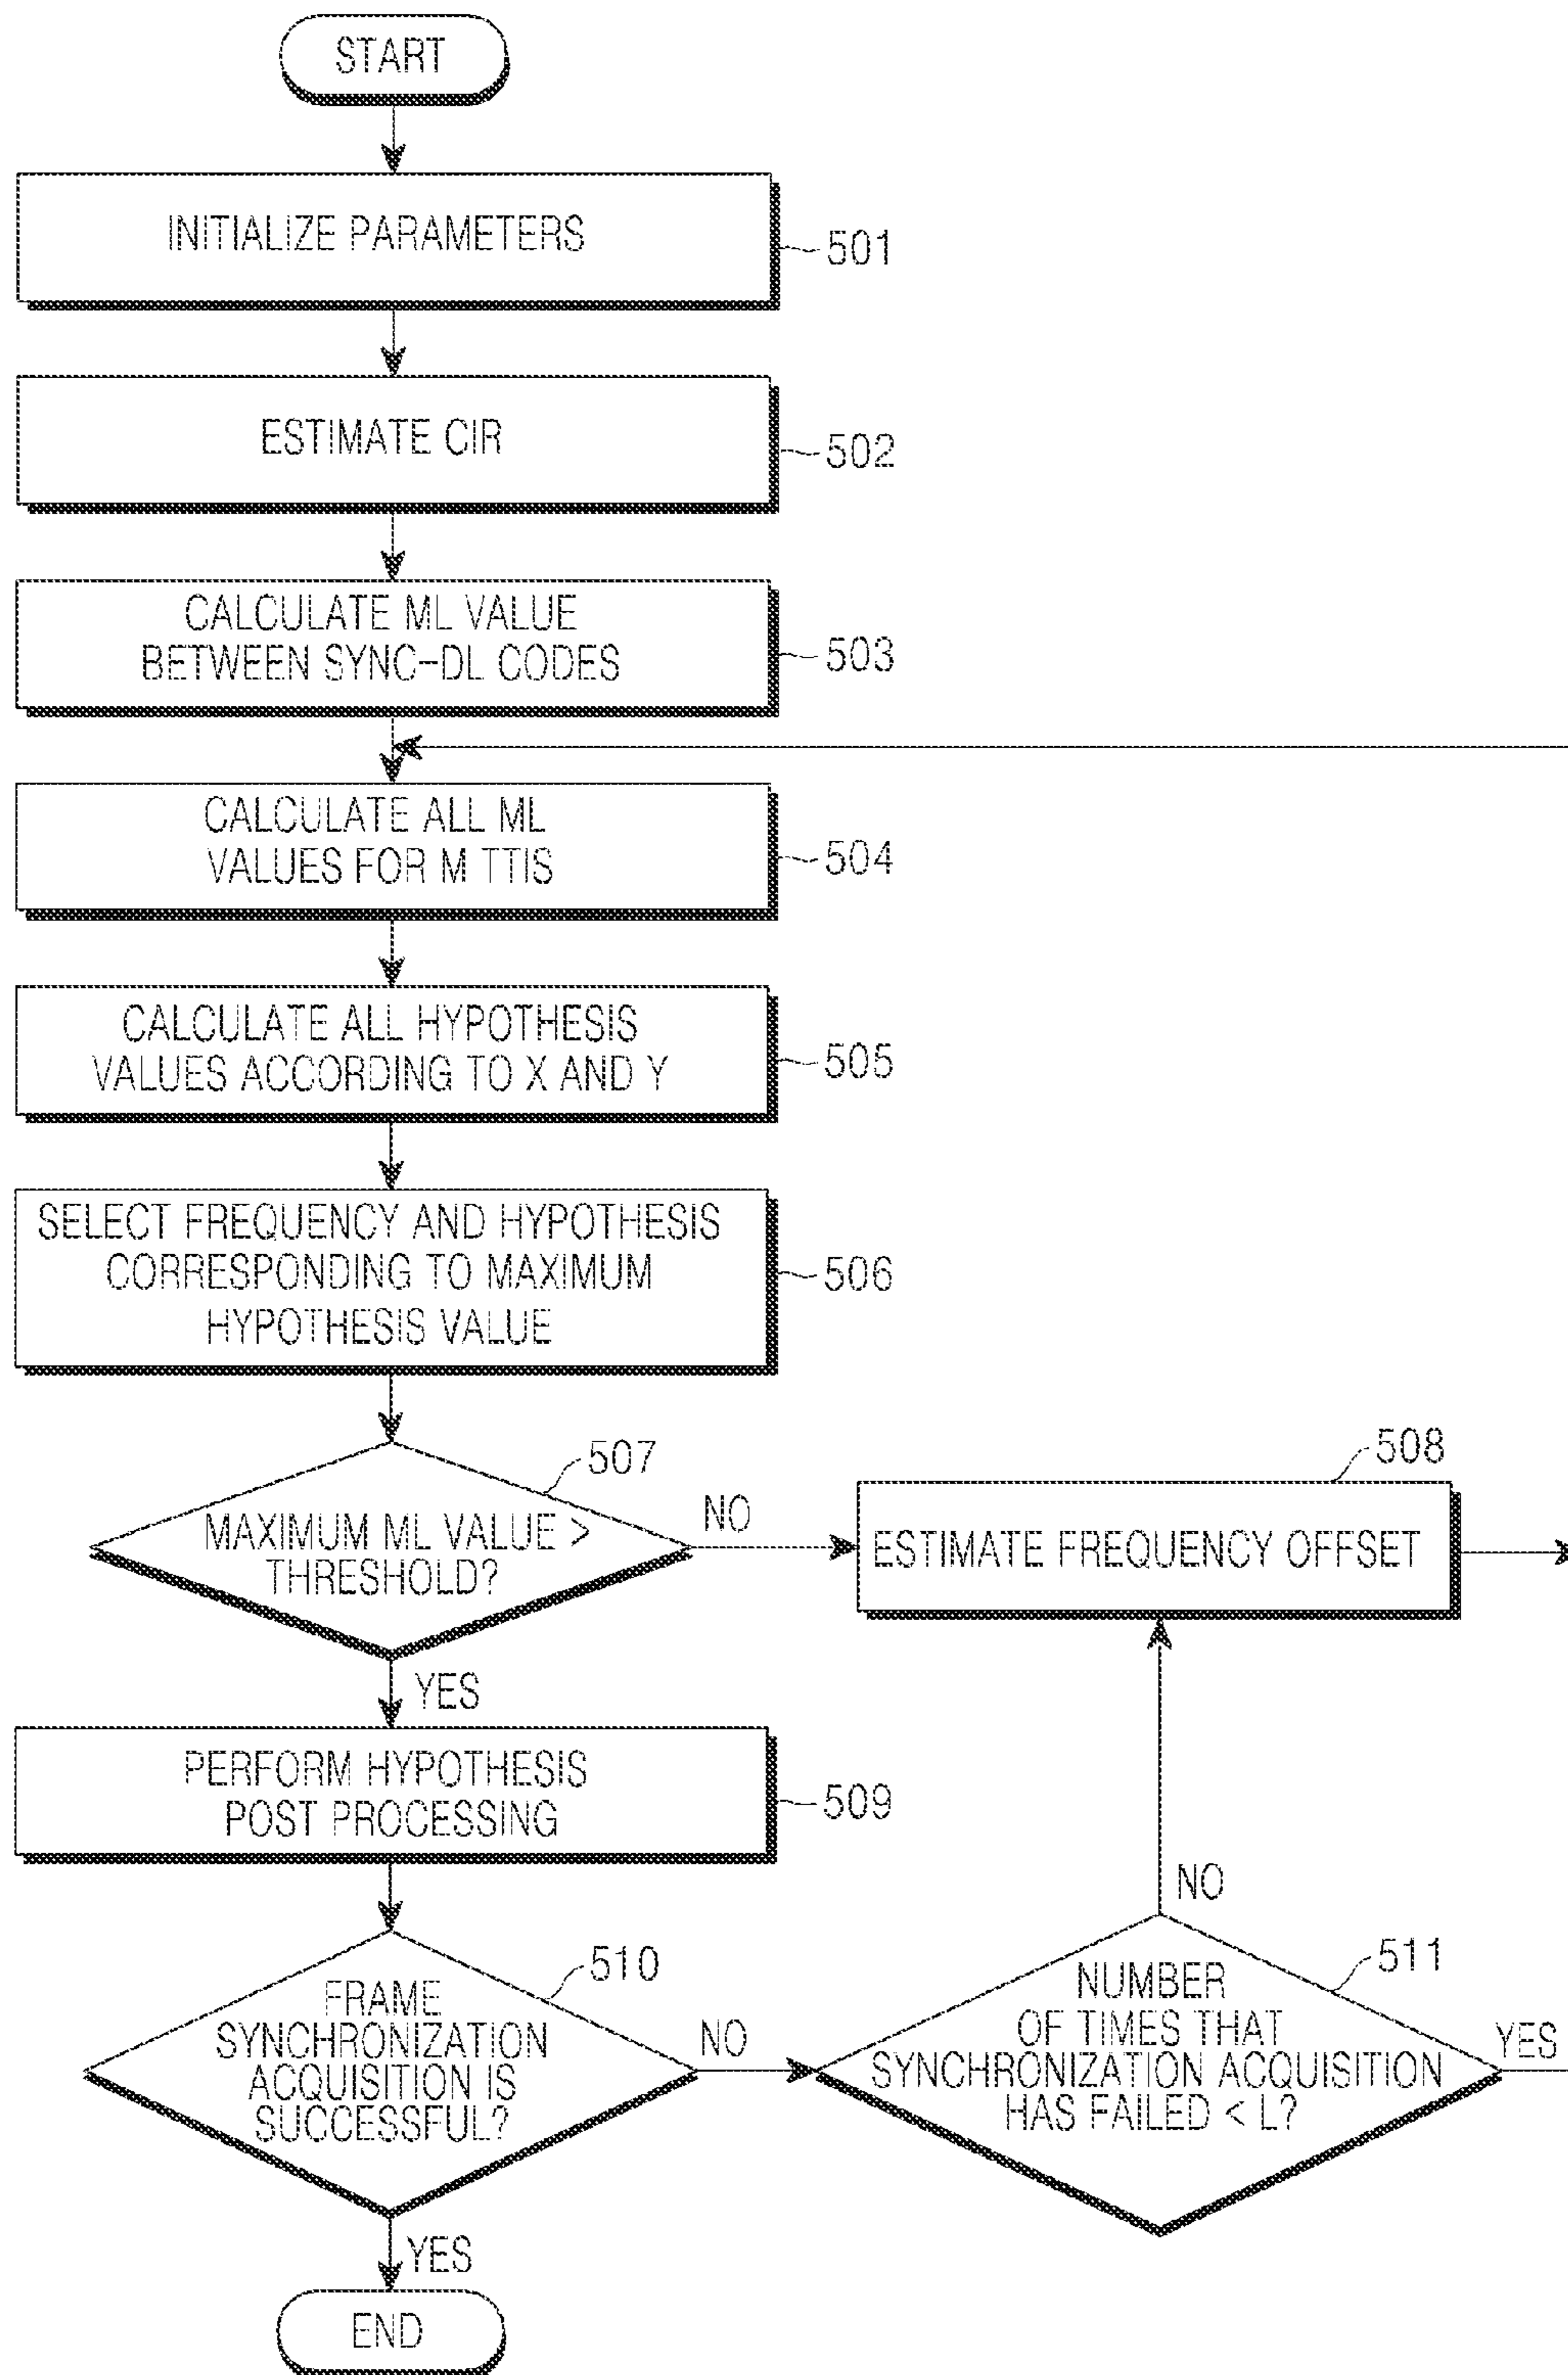 START
INITIALIZE PARAMETERS
501
ESTIMATE CIR
502
CALCULATE ML VALUE
BETWEEN SYNC-DL CODES
503
CALCULATE ALL ML
VALUES FOR M TTIS
504
CALCULATE ALL HYPOTHESIS
VALUES ACCORDING TO X AND Y
505
SELECT FREQUENCY AND HYPOTHESIS
CORRESPONDING TO MAXIMUM
HYPOTHESIS VALUE
506
507
MAXIMUM ML VALUE >
THRESHOLD?
NO
508
ESTIMATE FREQUENCY OFFSET
YES
PERFORM HYPOTHESIS
POST PROCESSING
509
510
FRAME
SYNCHRONIZATION
ACQUISITION IS
SUCCESSFUL?
NO
NO
511
NUMBER
OF TIMES THAT
SYNCHRONIZATION ACQUISITION
HAS FAILED < L?
YES
YES
END